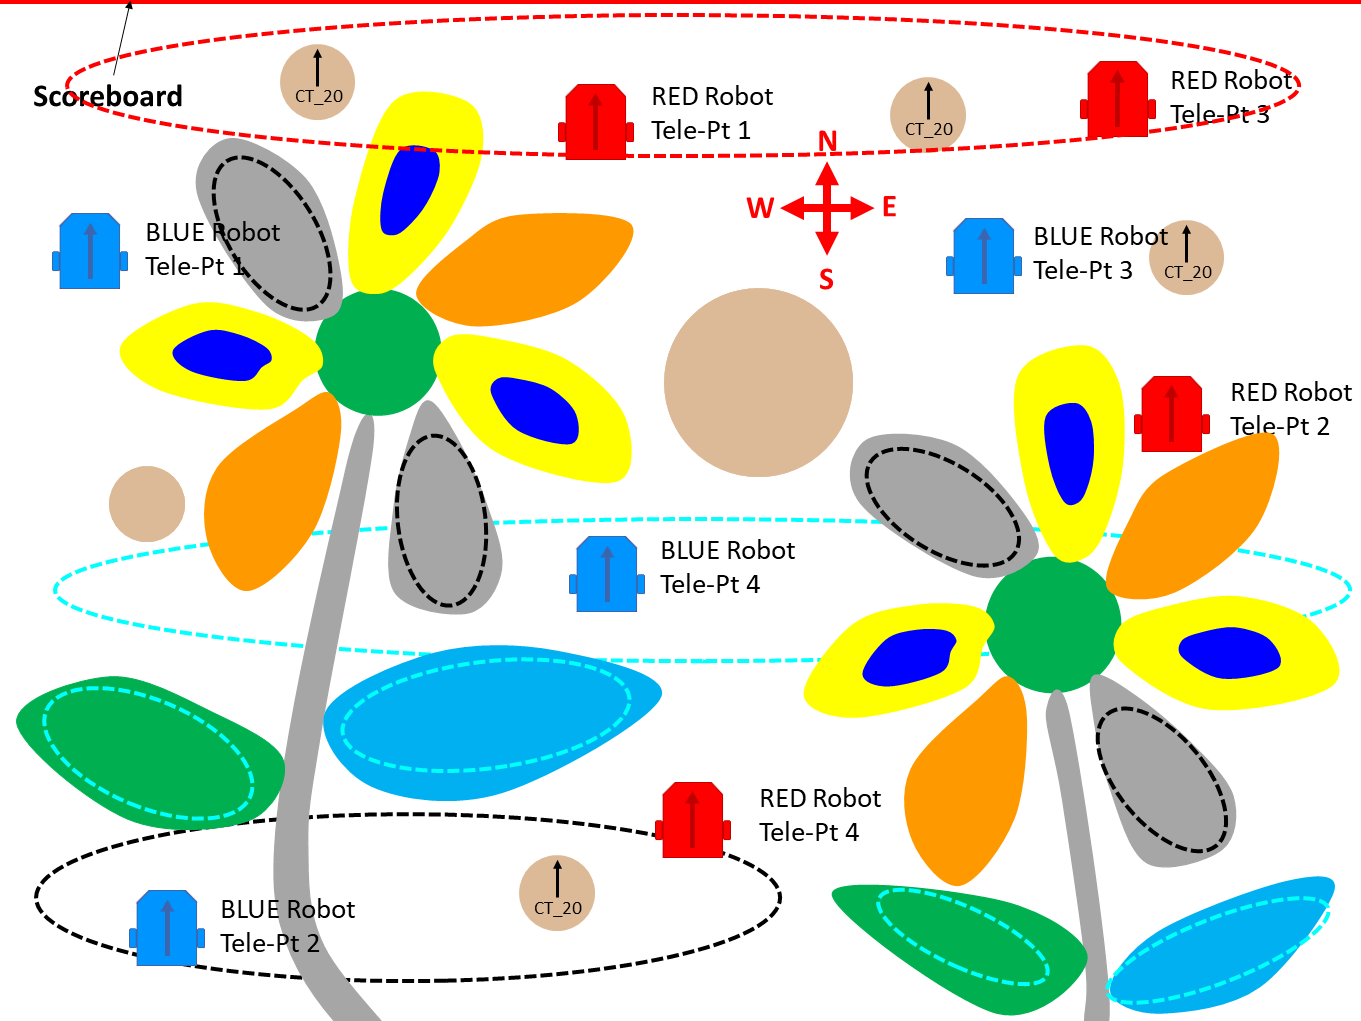 Scoreboard
CT_20
RED Robot
Tele-Pt 1
CT_20
RED Robot
Tele-Pt 3
N
W
E
S
BLUE Robot
Tele-Pt 1
BLUE Robot
Tele-Pt 3
CT_20
RED Robot
Tele-Pt 2
BLUE Robot
Tele-Pt 4
RED Robot
Tele-Pt 4
BLUE Robot
Tele-Pt 2
CT_20